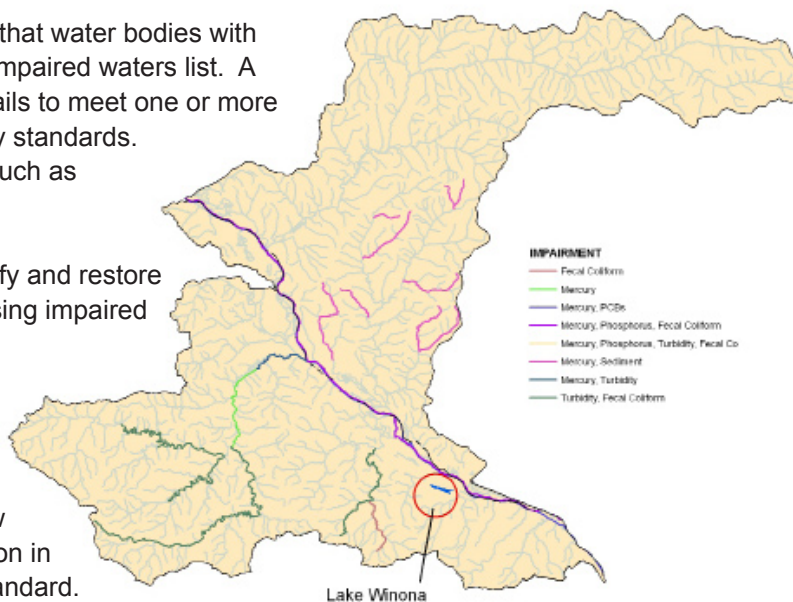 that water bodies with
mpaired waters list.  A
ails to meet one or more
y standards.
uch as
fy and restore
sing impaired
w
on in
andard.
IMPAIRMENT
Fecal Coliform
Mercury
Mercury, PCBs
Mercury, Phosphorus, Fecal Coliform
Mercury, Phosphorus, Turbidity, Fecal Co
Mercury, Sediment
Mercury, Turbidity
Turbidity, Fecal Coliform
Lake Winona